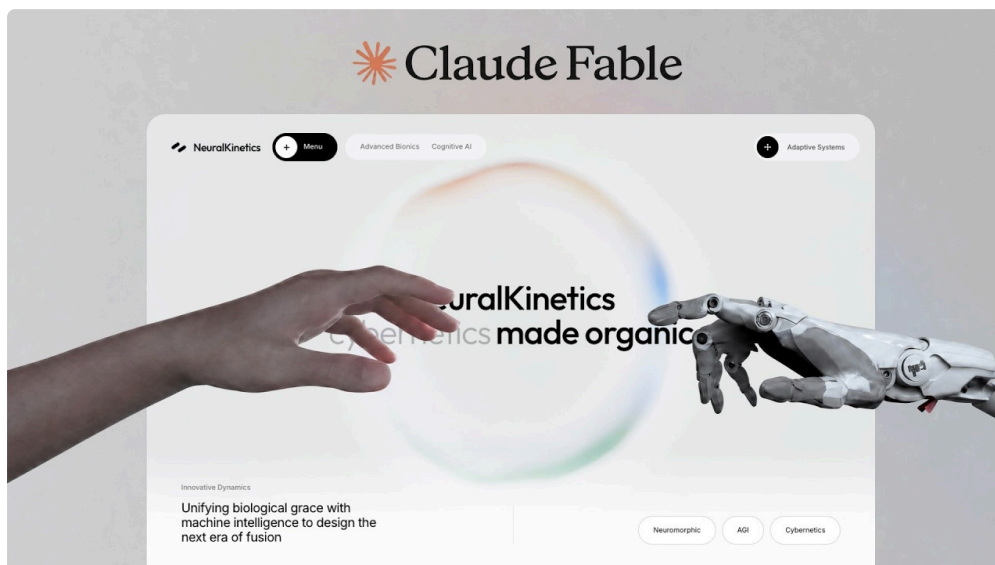 Claude Fable
NeuralKinetics
+ Menu
Advanced Bionics Cognitive AI
+ Adaptive Systems
uralKinetics
cybernetics made organic
Innovative Dynamics
Unifying biological grace with
machine intelligence to design the
next era of fusion
Neuromorphic
AGI
Cybernetics